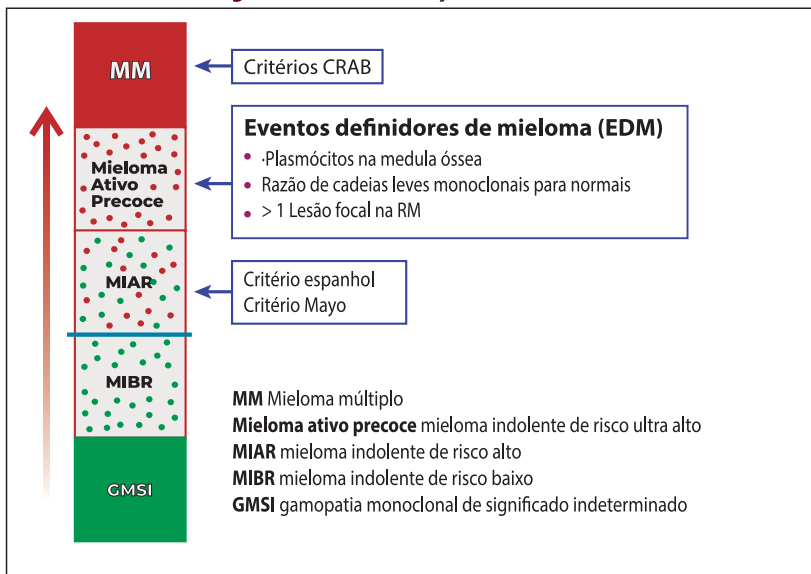 MM
Critérios CRAB
Mieloma
Ativo
Precoce
Eventos definidores de mieloma (EDM)
• ·Plasmócitos na medula óssea
• Razão de cadeias leves monoclonais para normais
• > 1 Lesão focal na RM
MIAR
Critério espanhol
Critério Mayo
MIBR
GMSI
MM Mieloma múltiplo
Mieloma ativo precoce mieloma indolente de risco ultra alto
MIAR mieloma indolente de risco alto
MIBR mieloma indolente de risco baixo
GMSI gamopatia monoclonal de significado indeterminado